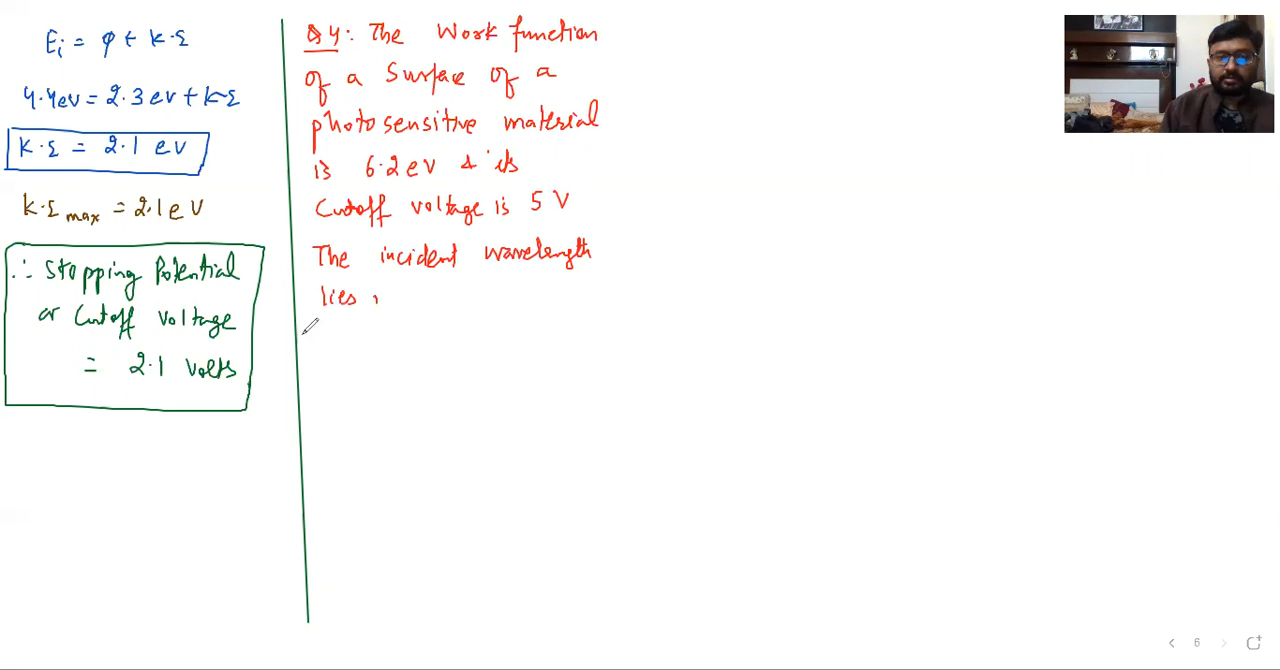 Ei = φ + K·E
4.4ev = 2.3 ev + KE
K·E = 2.1 ev
K·E max = 2.1 e V
∴ Stopping Potential
or Cutoff voltage
= 2.1 Volts
Q4: The Work function
of a Surface of a
photosensitive material
is 6.2 eV & its
Cutoff voltage is 5 V
The incident wavelength
lies ,
6